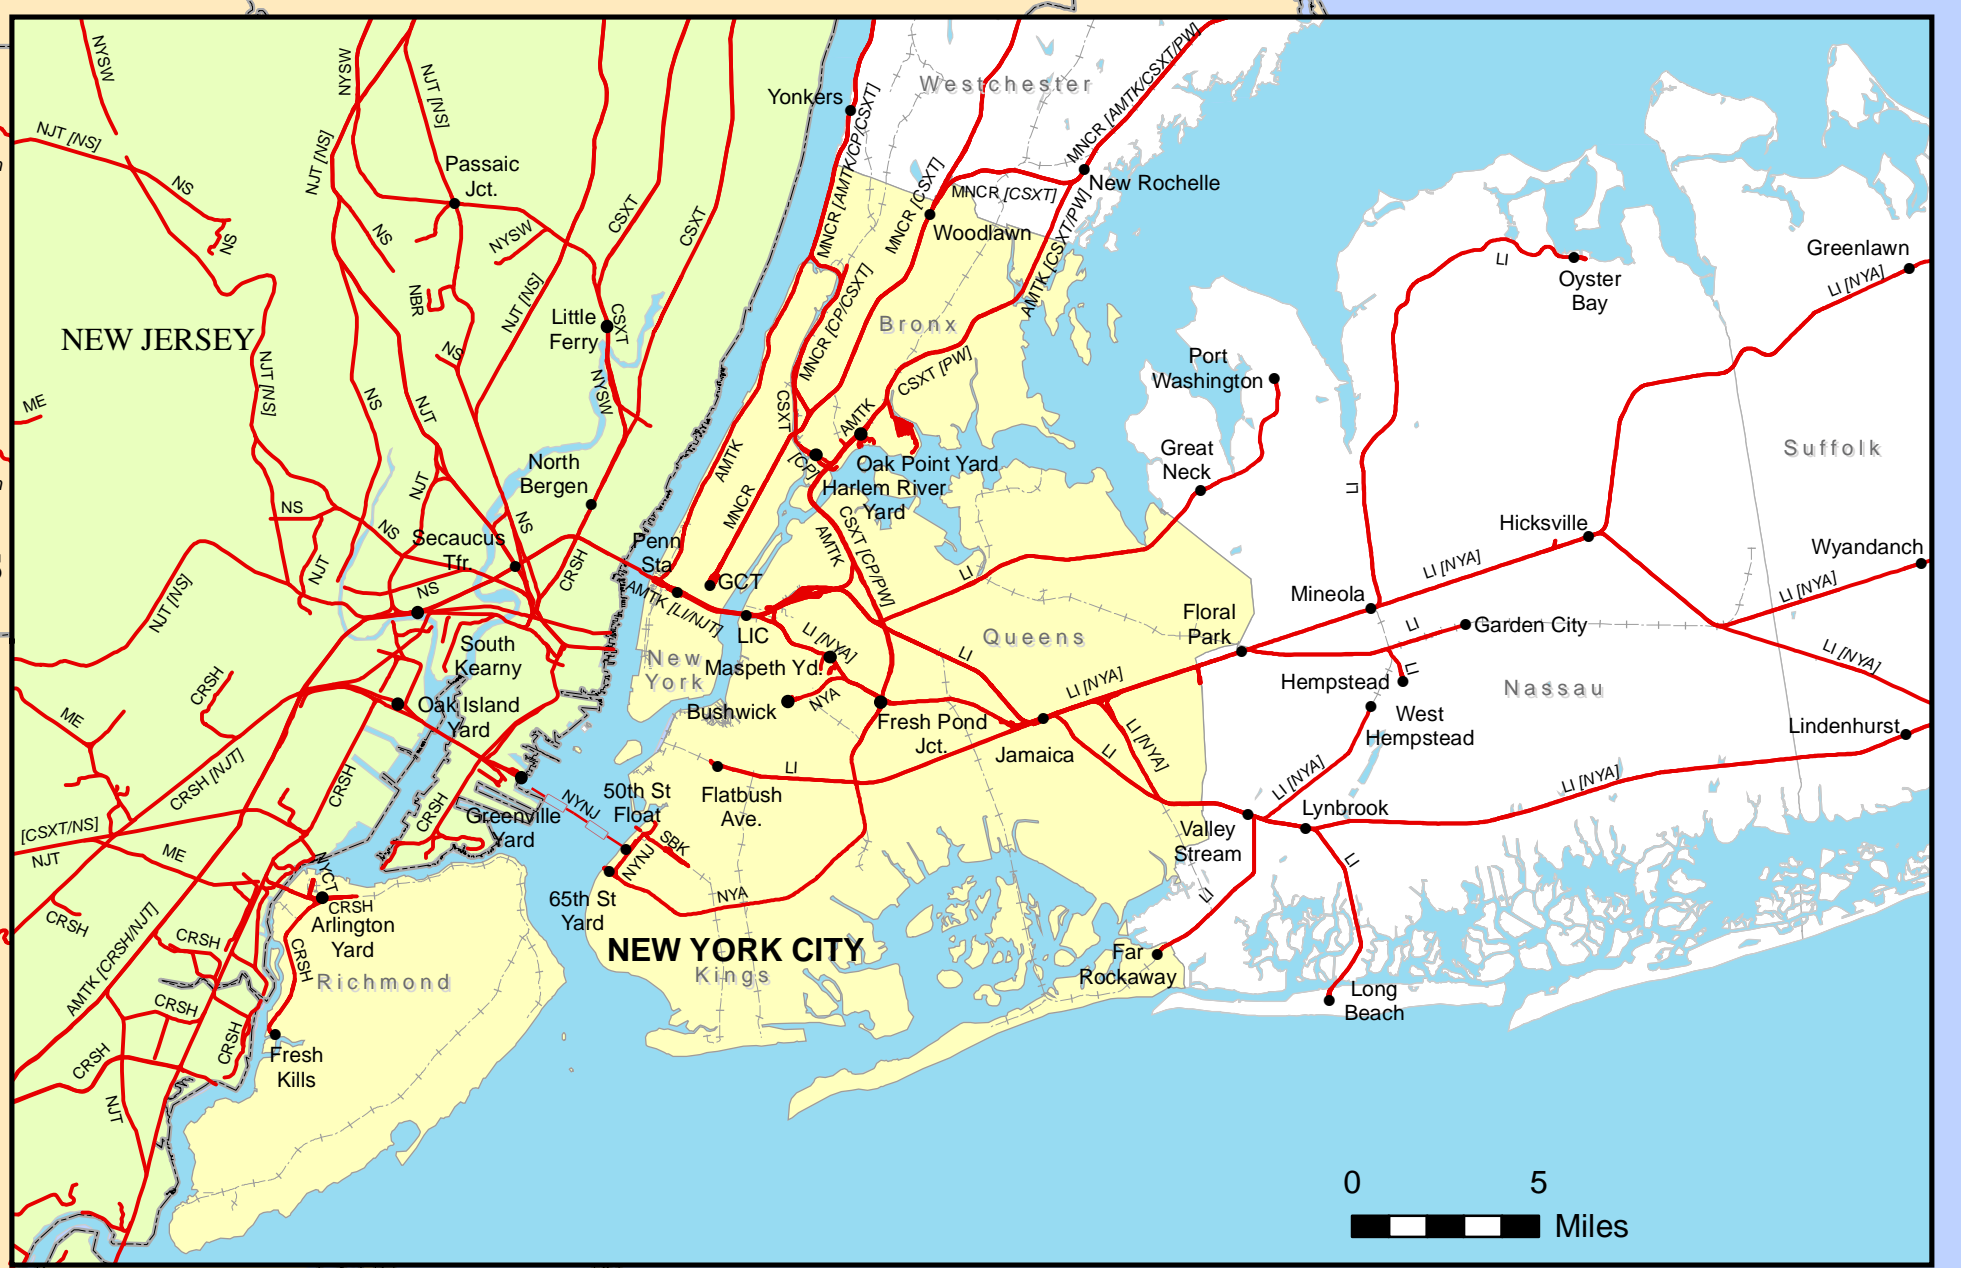 NYSW
NYSW
NJT [NS]
Yonkers
Westchester
MNCR [AMTK/CSXT/PW]
NJT [NS]
NS
NS
NJT [NS]
Passaic
Jct.
MNCR [AMTK/CP/CSXT]
MNCR [CSXT]
MNCR [CSXT]
New Rochelle
Woodlawn
AMTK [CSXT/PW]
NS
NYSW
CSXT
CSXT
NJT [NS]
NBR
NS
Little
Ferry
CSXT
NYSW
MNCR [CP/CSXT]
Bronx
CSXT [PW]
LI
Oyster
Bay
Greenlawn
LI [NYA]
NEW JERSEY
NJT [NS]
ME
NS
NJT
NJT
Port
Washington
Great
Neck
LI
Suffolk
CSXT
[CP]
AMTK
AMTK
MNCR
Oak Point Yard
Harlem River
Yard
North
Bergen
NS
NS
NS
NJT
NJT [NS]
Secaucus
Tfr.
NS
CRSH
Penn
Sta
GCT
AMTK [LI/NJT]
AMTK
CSXT [CP/PW]
LI
Hicksville
LI [NYA]
Wyandanch
LI [NYA]
Mineola
Floral
Park
LI
Garden City
LI [NYA]
LIC
LI [NYA]
Maspeth Yd.
Queens
LI
New
York
South
Kearny
CRSH
ME
Oak Island
Yard
Bushwick
NYA
Fresh Pond
Jct.
LI [NYA]
Jamaica
LI
LI [NYA]
Hempstead
LI
West
Hempstead
Nassau
Lindenhurst
CRSH [NJT]
CRSH
CRSH
LI
Flatbush
Ave.
LI [NYA]
LI [NYA]
Lynbrook
Valley
Stream
LI
LI
NYNJ
50th St
Float
Greenville
Yard
SBK
NYNJ
65th St
Yard
NYA
[CSXT/NS]
NJT
ME
NYCT
CRSH
Arlington
Yard
CRSH
CRSH
CRSH
AMTK [CRSH/NJT]
CRSH
CRSH
CRSH
NJT
Richmond
Fresh
Kills
NEW YORK CITY
Kings
Far
Rockaway
Long
Beach
0 5
Miles